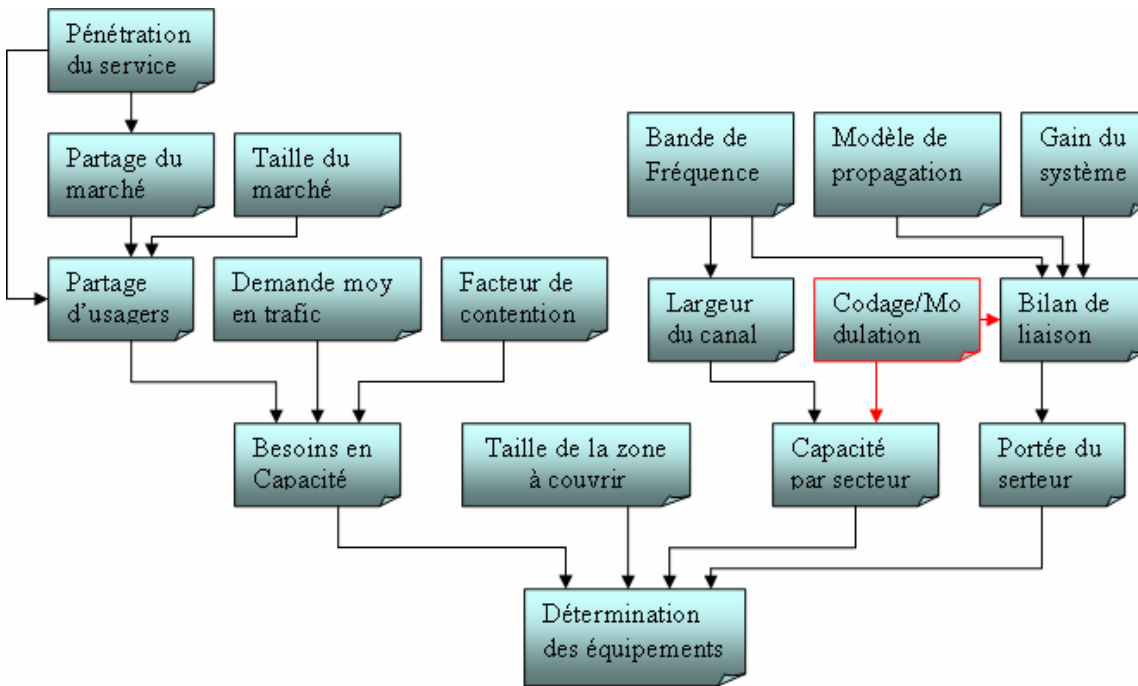 Pénétration
du service
Partage du
marché
Taille du
marché
Bande de
Fréquence
Modèle de
propagation
Gain du
système
Partage
d'usagers
Demande moy
en trafic
Facteur de
contention
Largeur
du canal
Codage/Mo
dulation
Bilan de
liaison
Besoins en
Capacité
Taille de la zone
à couvrir
Capacité
par secteur
Portée du
serteur
Détermination
des équipements